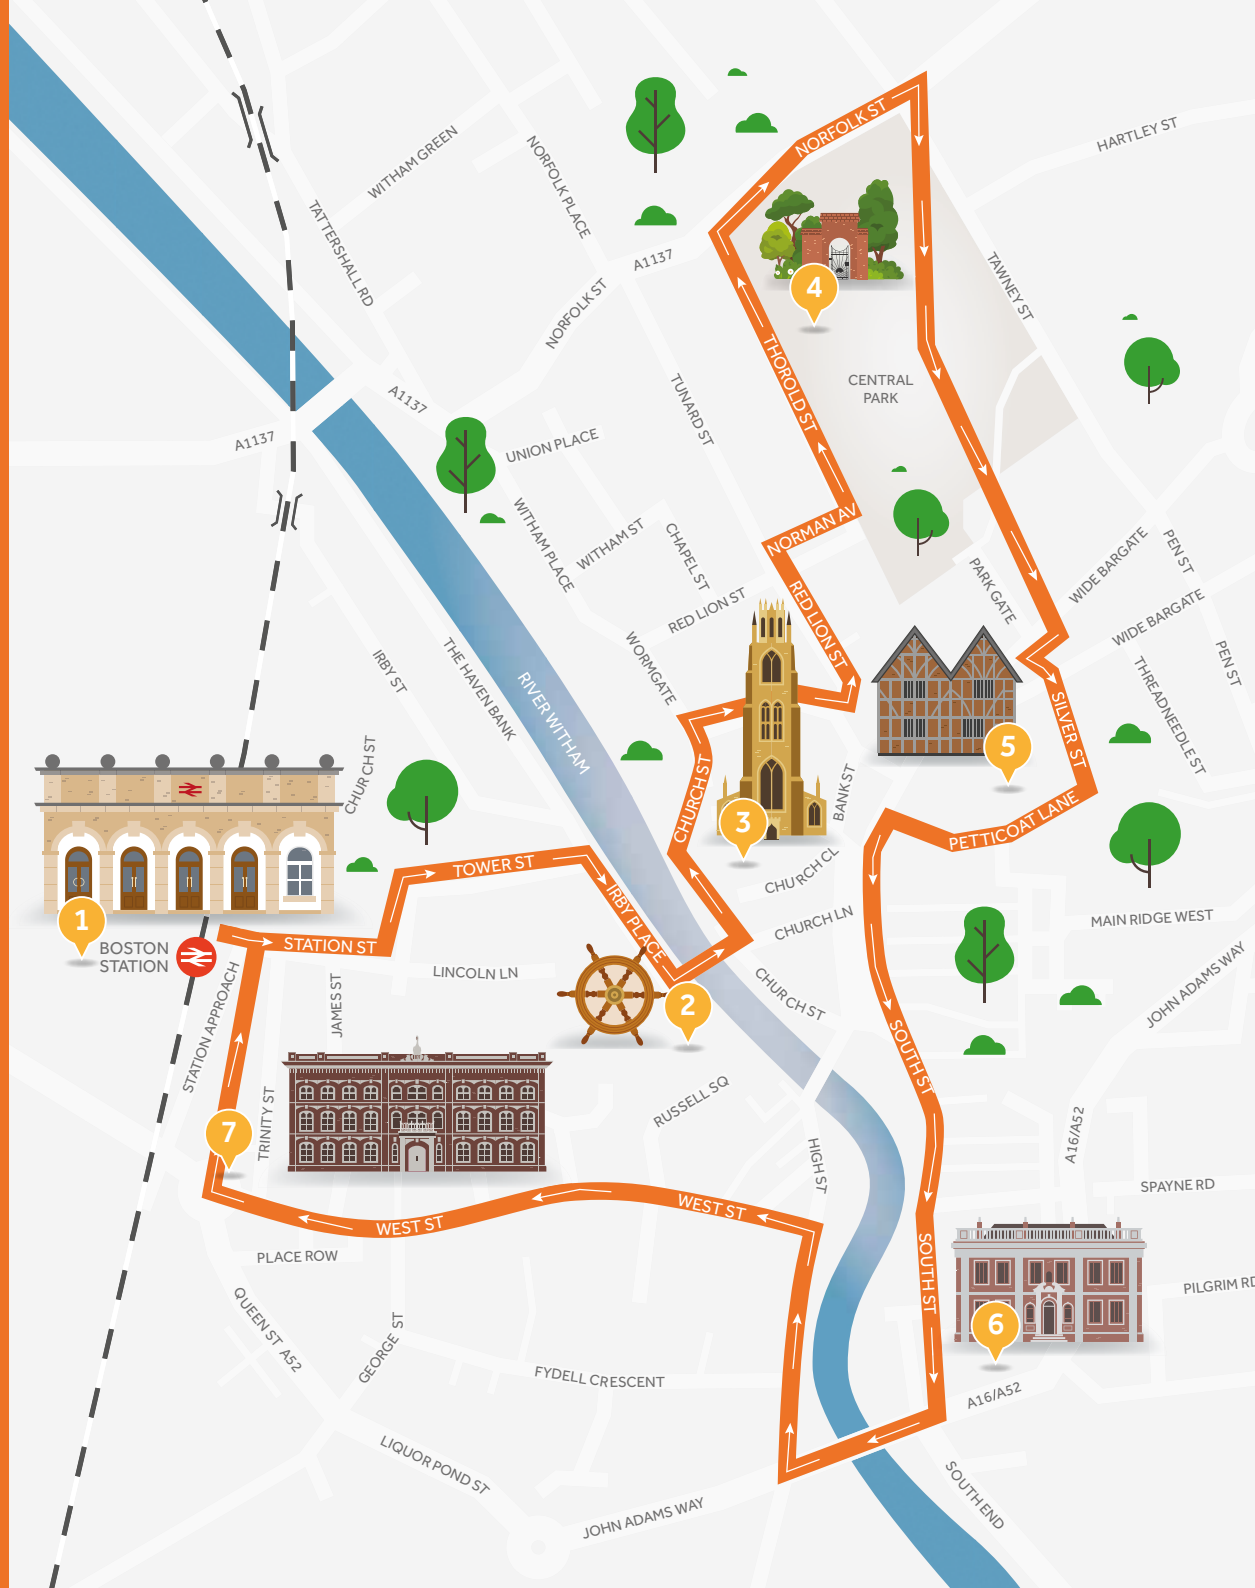 NORFOLK ST
HARTLEY ST
WITHAM GREEN
NORFOLK PLACE
TATTERSHALL RD
A1137
TAWNEY ST
NORFOLK ST
4
THOROLD ST
CENTRAL
PARK
TUNARD ST
A1137
A1137
UNION PLACE
WITHAM PLACE
WITHAM ST
CHAPEL ST
NORMAN AV
PEN ST
WIDE BARGATE
PARK GATE
RED LION ST
RED LION ST
WIDE BARGATE
IRBY ST
THE HAVEN BANK
RIVER WITHAM
WORMGATE
PEN ST
THREADNEEDLE ST
SILVER ST
5
CHURCH ST
CHURCH ST
BANK ST
3
PETTICOAT LANE
TOWER ST
IRBY PLACE
CHURCH CL
CHURCH LN
MAIN RIDGE WEST
1
BOSTON
STATION
STATION ST
LINCOLN LN
JAMES ST
2
CHURCH ST
JOHN ADAMS WAY
STATION APPROACH
SOUTH ST
RUSSELL SQ
TRINITY ST
7
A16/A52
HIGH ST
SPAYNE RD
WEST ST
WEST ST
PLACE ROW
SOUTH ST
PILGRIM RD
6
QUEEN ST A52
GEORGE ST
FYDELL CRESCENT
A16/A52
LIQUOR POND ST
JOHN ADAMS WAY
SOUTH END